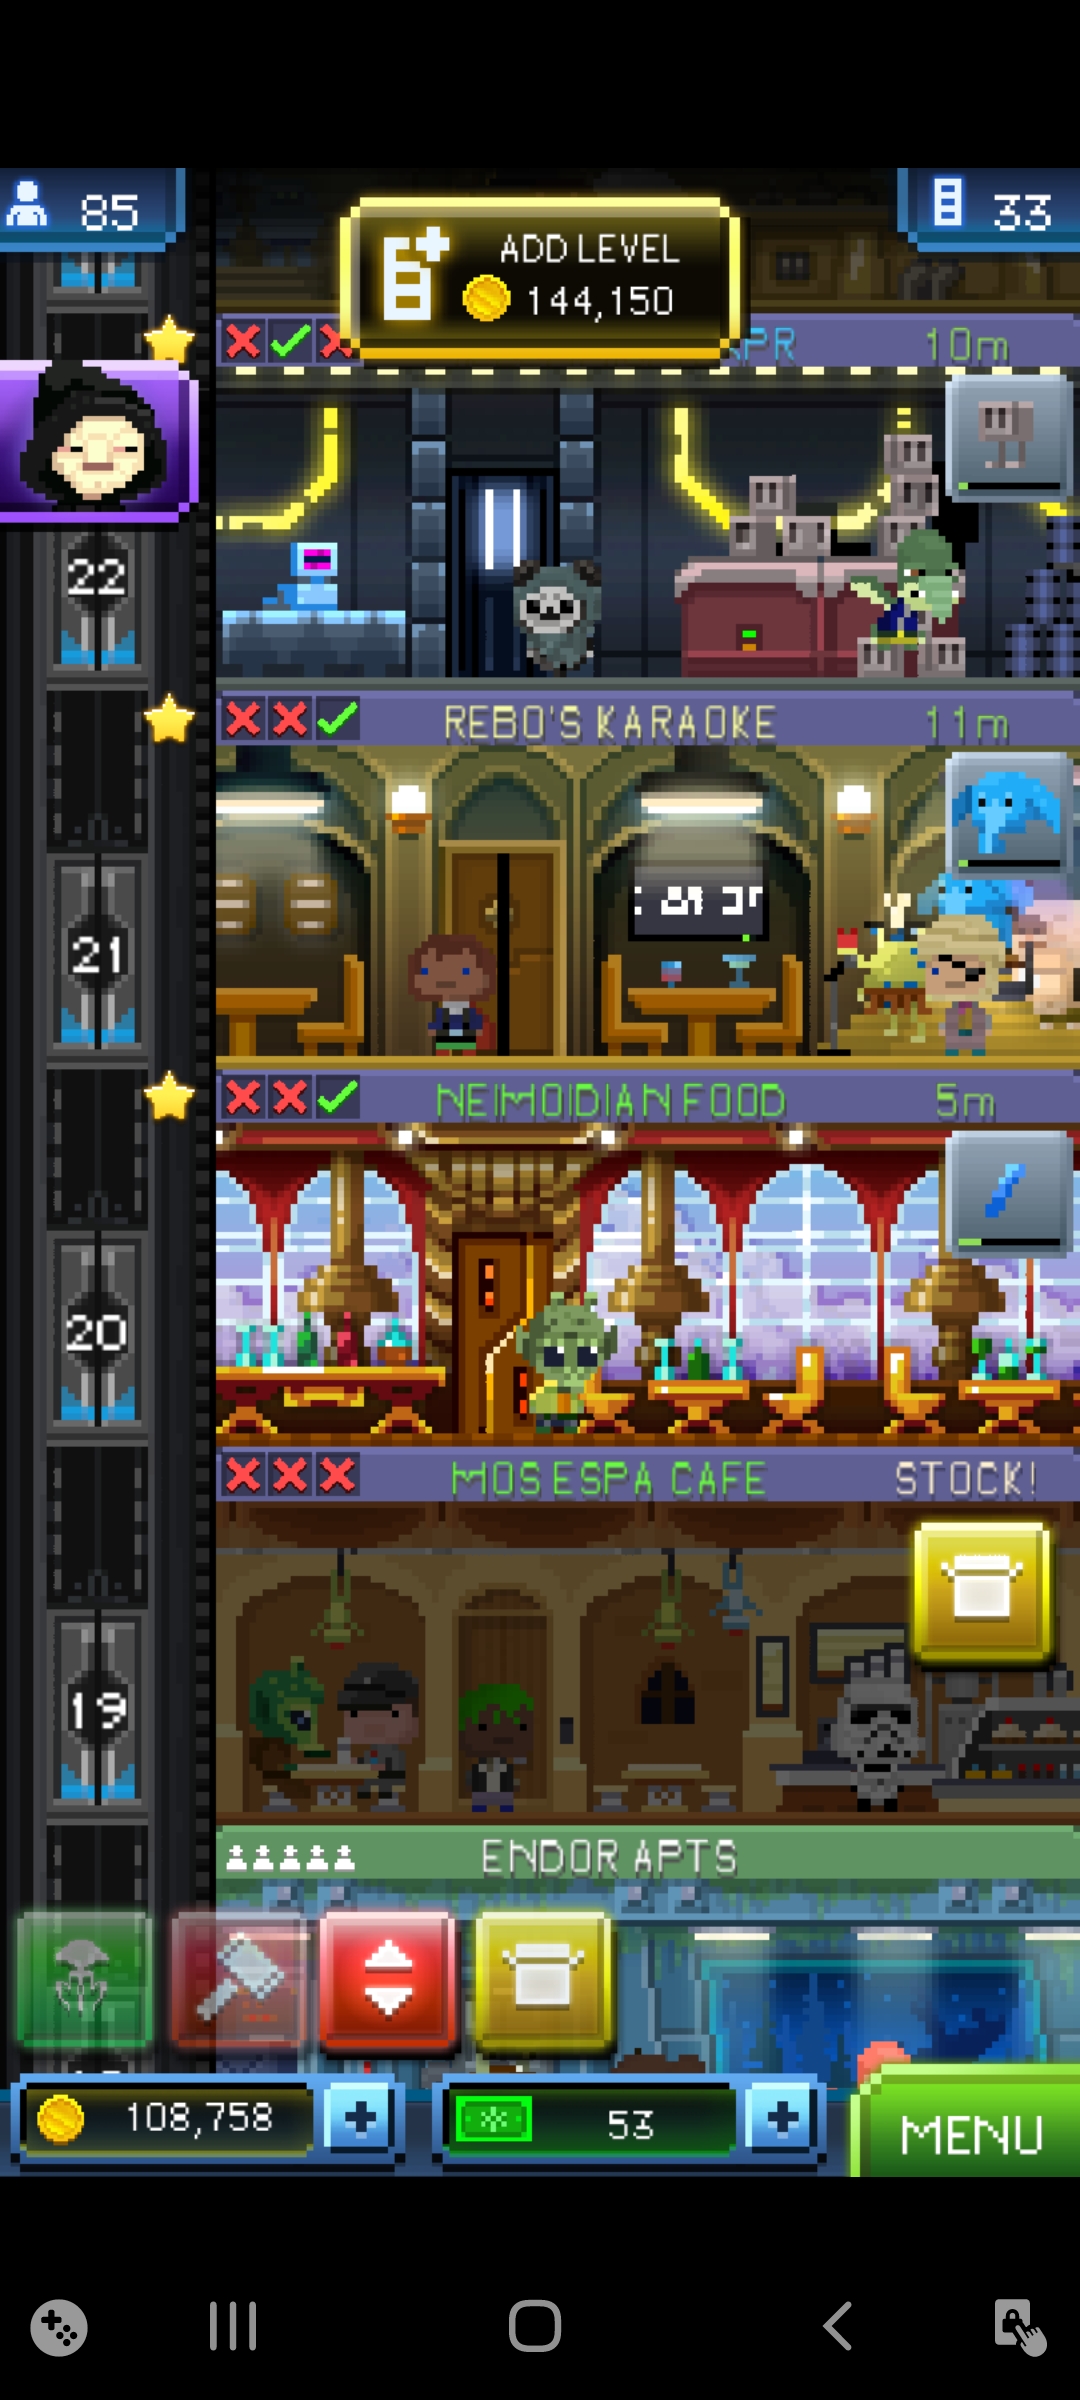 85
33
ADD LEVEL
144,150
10m
22
REBO'S KARAOKE
11m
21
NEIMOIDIAN FOOD
5m
20
MOS ESPA CAFE
STOCK!
19
ENDOR APTS
108,758
53
MENU